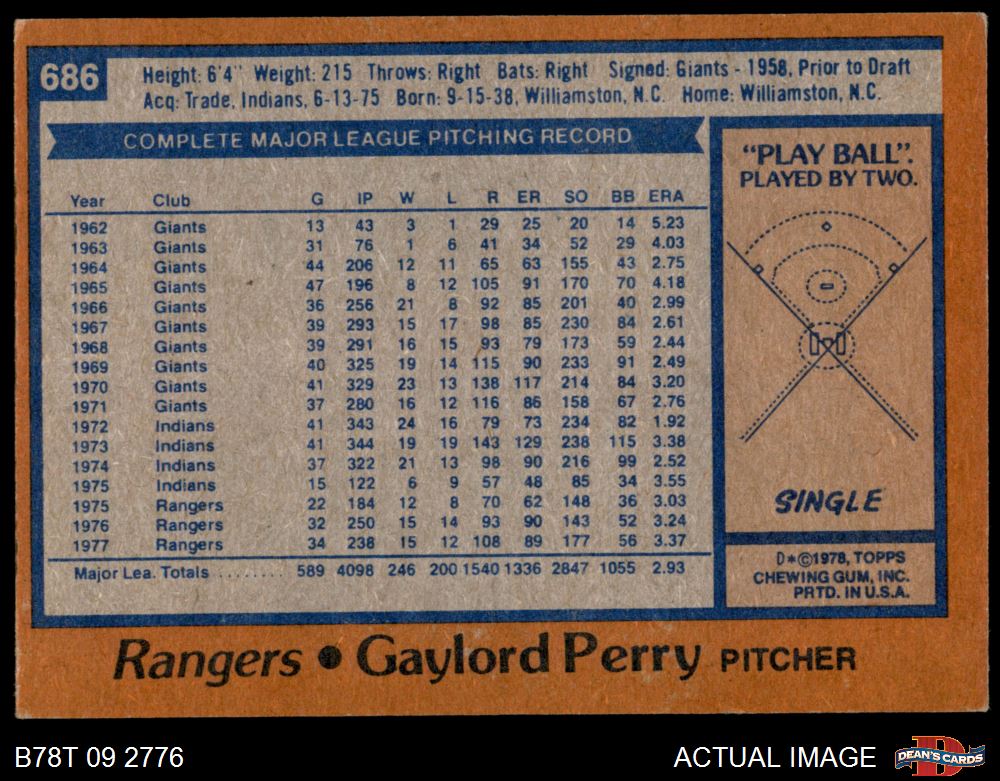 686
Height: 6'4" Weight: 215 Throws: Right Bats: Right Signed: Giants - 1958, Prior to Draft
Acq: Trade, Indians, 6-13-75 Born: 9-15-38, Williamston, N.C. Home: Williamston, N.C.
COMPLETE MAJOR LEAGUE PITCHING RECORD
Year Club G IP W L R ER SO BB ERA
1962 Giants 13 43 3 1 29 25 20 14 5.23
1963 Giants 31 76 1 6 41 34 52 29 4.03
1964 Giants 44 206 12 11 65 63 155 43 2.75
1965 Giants 47 196 8 12 105 91 170 70 4.18
1966 Giants 36 256 21 8 92 85 201 40 2.99
1967 Giants 39 293 15 17 98 85 230 84 2.61
1968 Giants 39 291 16 15 93 79 173 59 2.44
1969 Giants 40 325 19 14 115 90 233 91 2.49
1970 Giants 41 329 23 13 138 117 214 84 3.20
1971 Giants 37 280 16 12 116 86 158 67 2.76
1972 Indians 41 343 24 16 79 73 234 82 1.92
1973 Indians 41 344 19 19 143 129 238 115 3.38
1974 Indians 37 322 21 13 98 90 216 99 2.52
1975 Indians 15 122 6 9 57 48 85 34 3.55
1975 Rangers 22 184 12 8 70 62 148 36 3.03
1976 Rangers 32 250 15 14 93 90 143 52 3.24
1977 Rangers 34 238 15 12 108 89 177 56 3.37
Major Lea. Totals ........ 589 4098 246 200 1540 1336 2847 1055 2.93
"PLAY BALL".
PLAYED BY TWO.
SINGLE
D*©1978, TOPPS
CHEWING GUM, INC.
PRTD. IN U.S.A.
Rangers • Gaylord Perry PITCHER
B78T 09 2776
ACTUAL IMAGE
D
DEAN'S CARDS